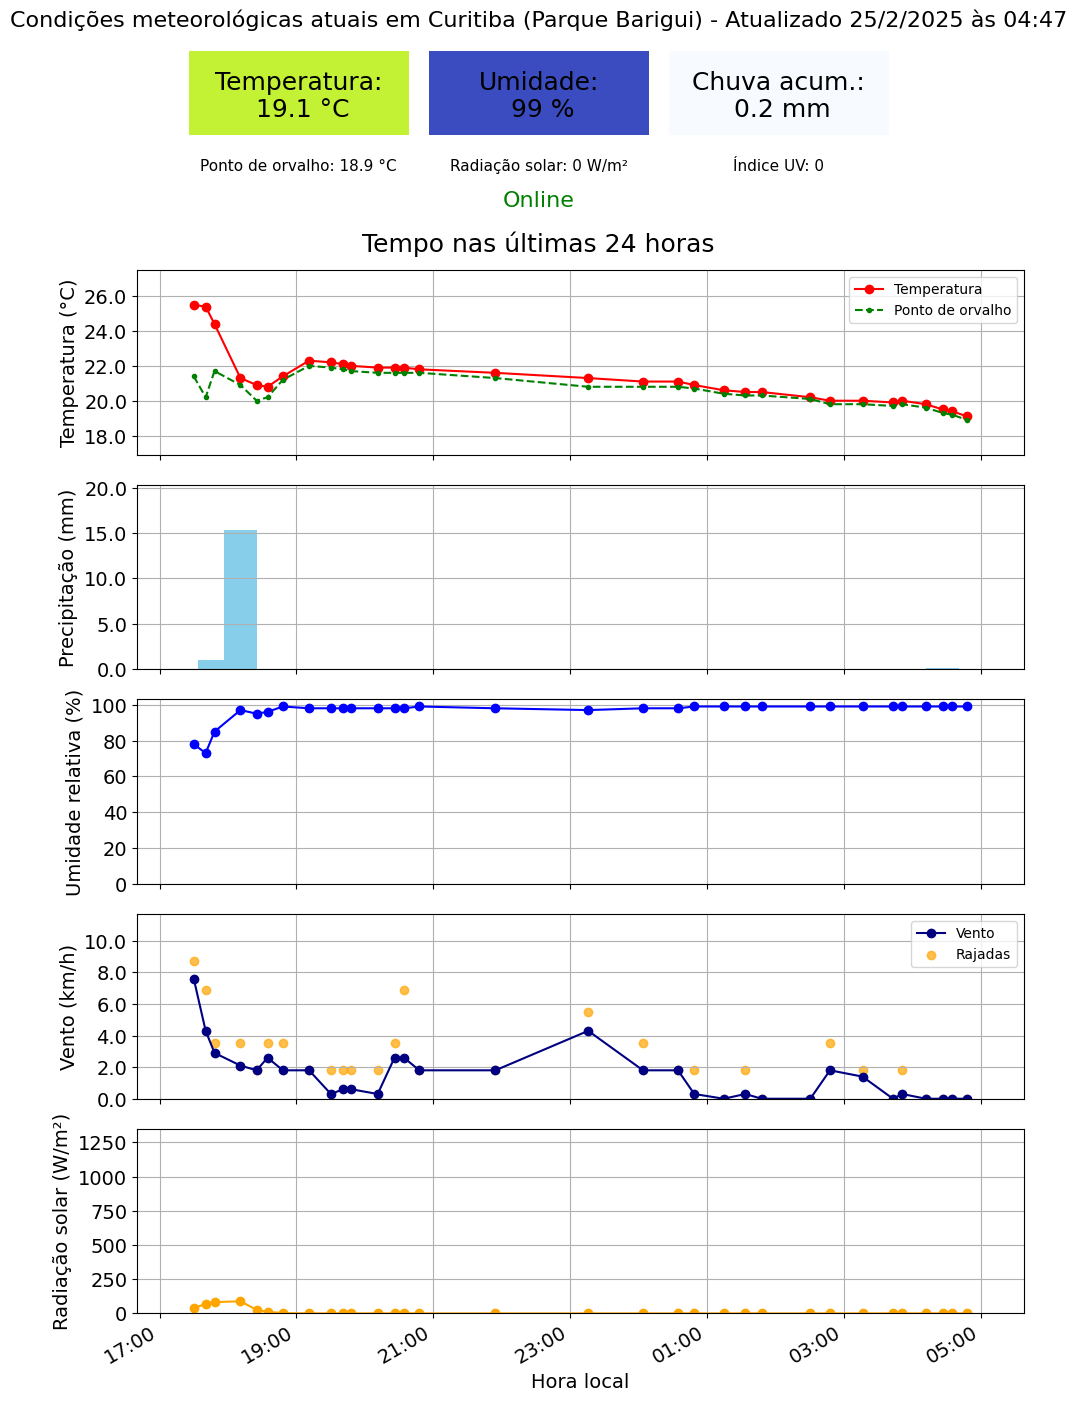 Condições meteorológicas atuais em Curitiba (Parque Barigui) - Atualizado 25/2/2025 às 04:47
Temperatura:
19.1 °C
Umidade:
99 %
Chuva acum.:
0.2 mm
Ponto de orvalho: 18.9 °C
Radiação solar: 0 W/m²
Índice UV: 0
Online
Tempo nas últimas 24 horas
Temperatura (°C)
26.0
24.0
22.0
20.0
18.0
Temperatura
Ponto de orvalho
Precipitação (mm)
20.0
15.0
10.0
5.0
0.0
Umidade relativa (%)
100
80
60
40
20
0
Vento (km/h)
10.0
8.0
6.0
4.0
2.0
0.0
Vento
Rajadas
Radiação solar (W/m²)
1250
1000
750
500
250
0
17:00
19:00
21:00
23:00
01:00
03:00
05:00
Hora local